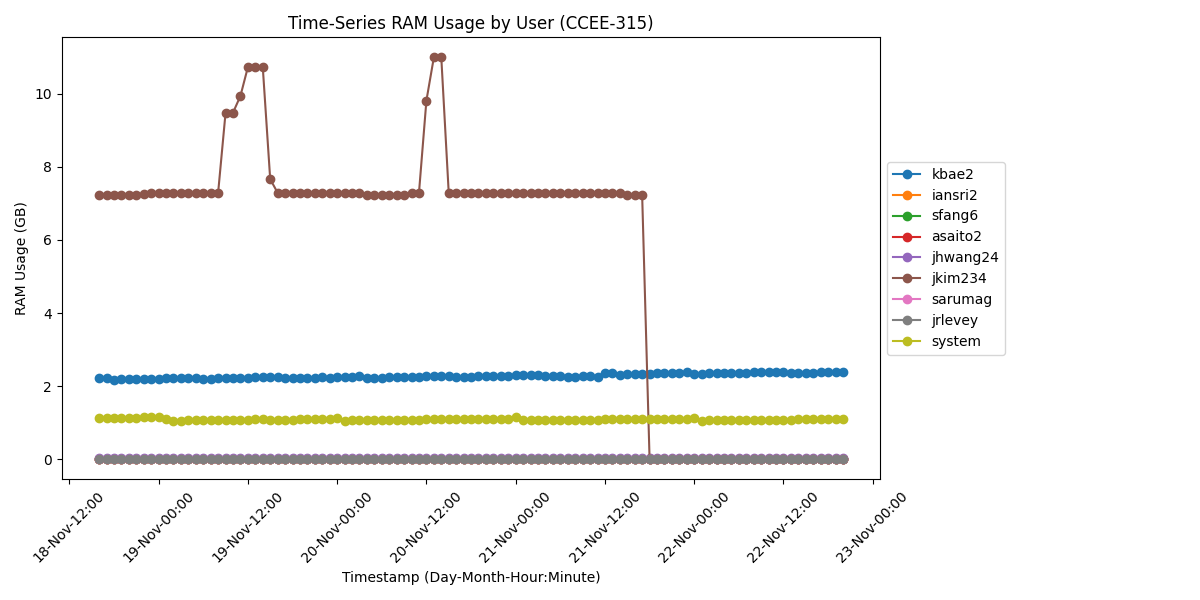 Time-Series RAM Usage by User (CCEE-315)
RAM Usage (GB)
10
8
6
4
2
0
18-Nov-12:00
19-Nov-00:00
19-Nov-12:00
20-Nov-00:00
20-Nov-12:00
21-Nov-00:00
21-Nov-12:00
22-Nov-00:00
22-Nov-12:00
23-Nov-00:00
Timestamp (Day-Month-Hour:Minute)
kbae2
iansri2
sfang6
asaito2
jhwang24
jkim234
sarumag
jrlevey
system